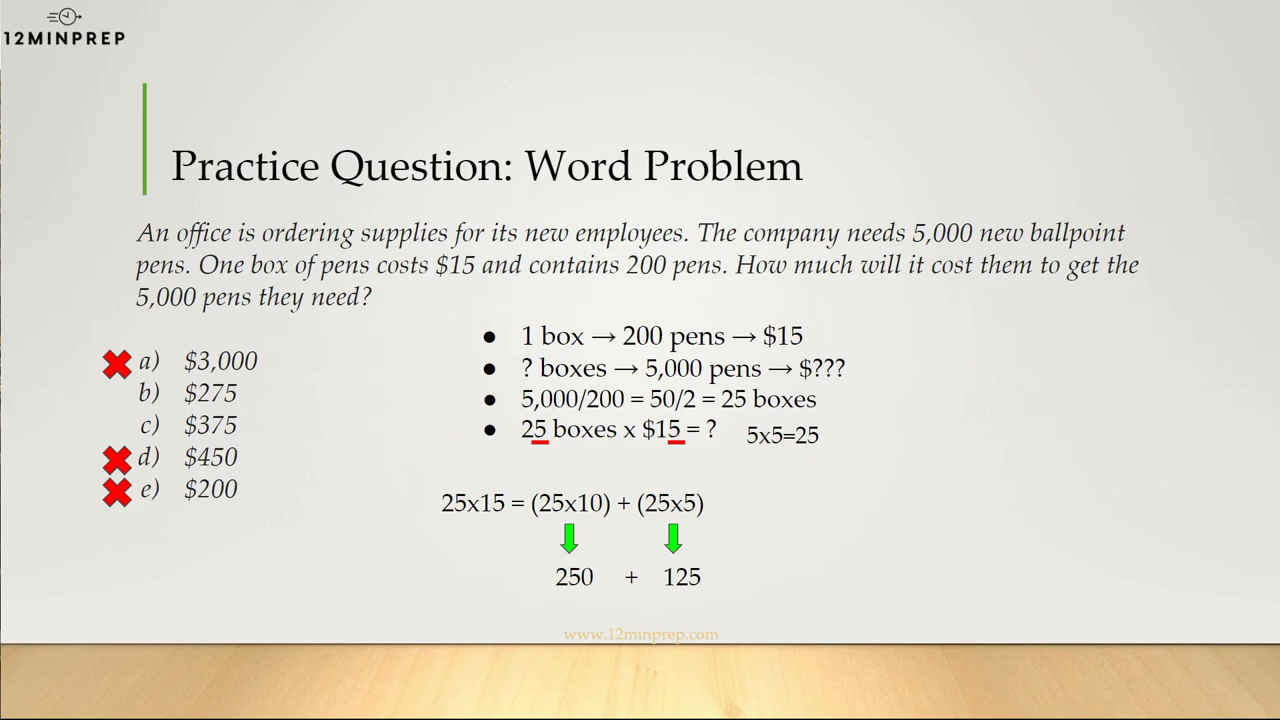 12MINPREP
Practice Question: Word Problem
An office is ordering supplies for its new employees. The company needs 5,000 new ballpoint
pens. One box of pens costs $15 and contains 200 pens. How much will it cost them to get the
5,000 pens they need?
a) $3,000
b) $275
c) $375
d) $450
e) $200
● 1 box → 200 pens → $15
● ? boxes → 5,000 pens → $???
● 5,000/200 = 50/2 = 25 boxes
● 25 boxes x $15 = ? 5x5=25
25x15 = (25x10) + (25x5)
250 + 125
www.12minprep.com